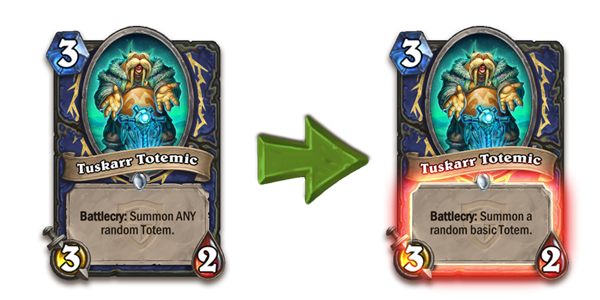 3
Tuskarr Totemic
Battlecry: Summon ANY
random Totem.
3
2
3
Tuskarr Totemic
Battlecry: Summon a
random basic Totem.
3
2